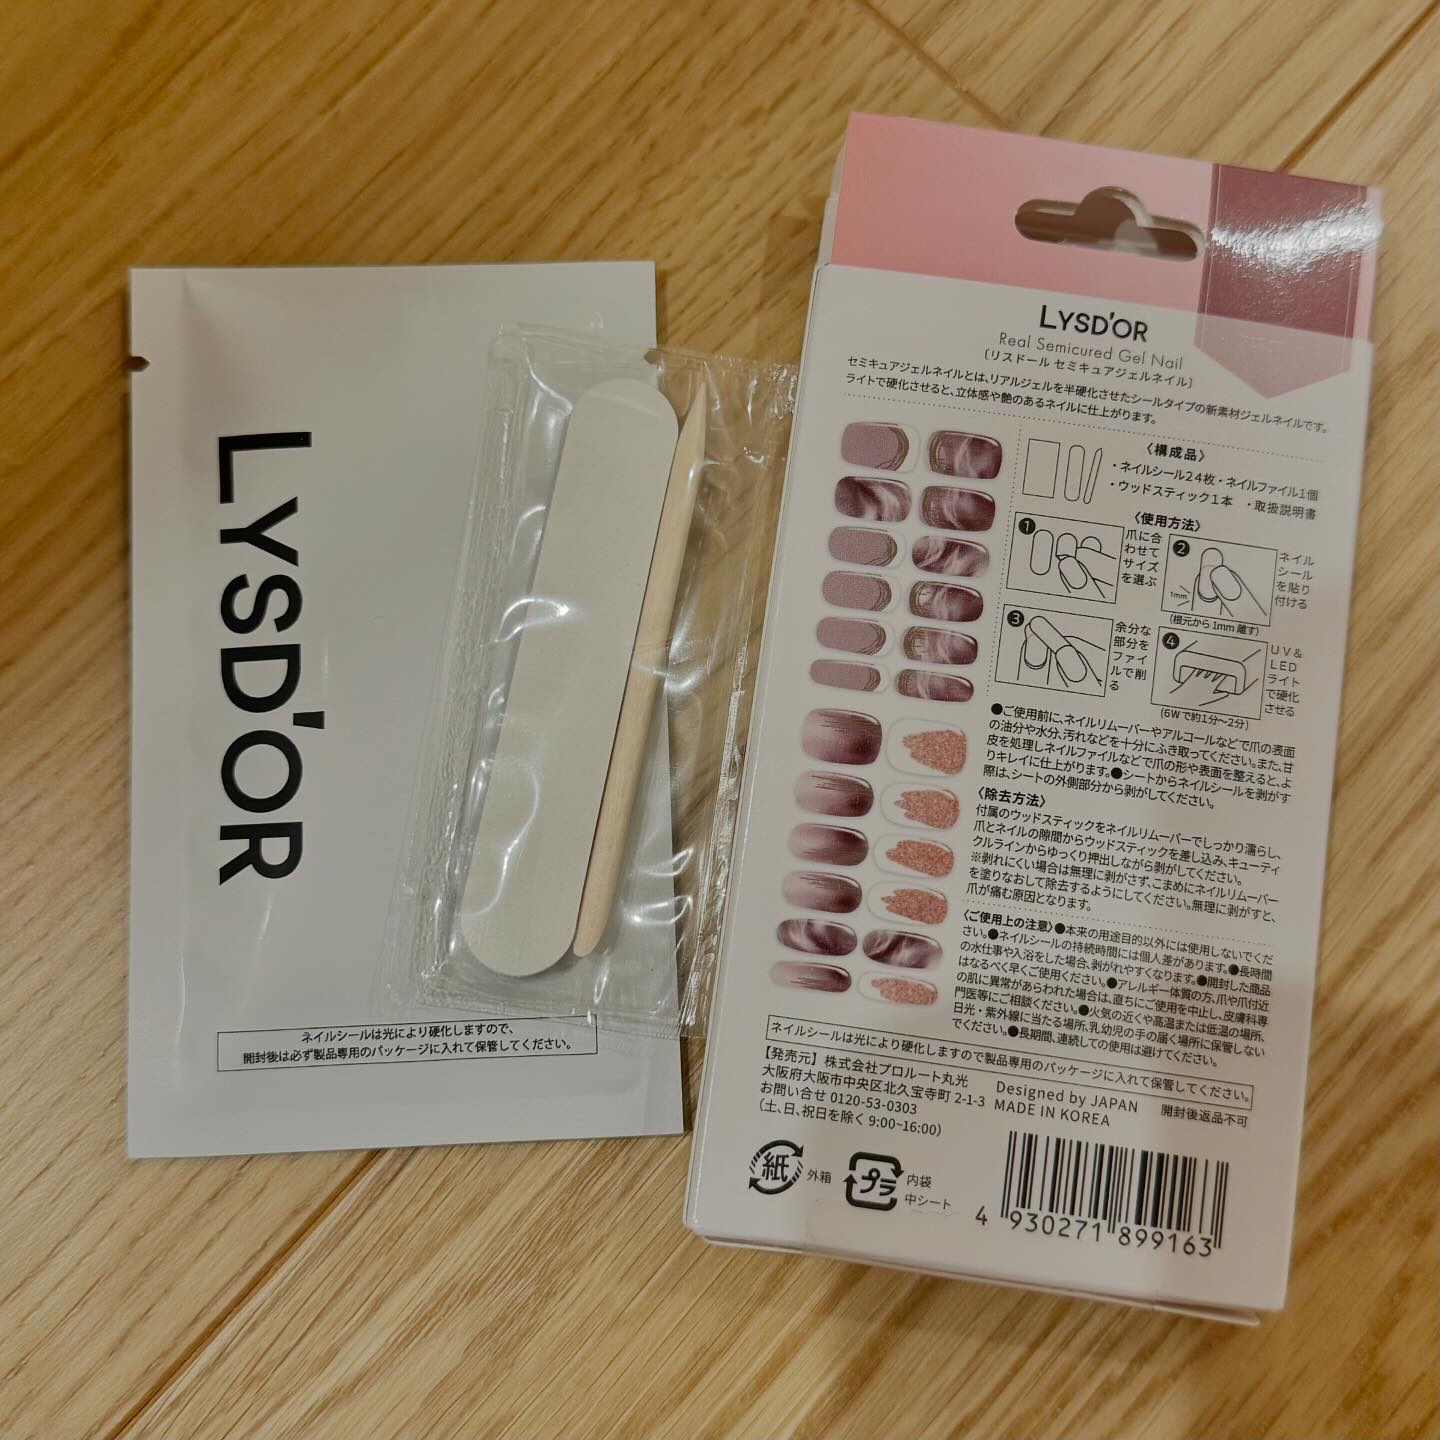 LYSD'OR
ネイルシールは光により硬化しますので、
開封後は必ず製品専用のパッケージに入れて保管してください。
LYSD'OR
Real Semicured Gel Nail
〔リスドール セミキュアジェルネイル〕
セミキュアジェルネイルとは、リアルジェルを半硬化させたシールタイプの新素材ジェルネイルです。
ライトで硬化させると、立体感や艶のあるネイルに仕上がります。
〈構成品〉
・ネイルシール24枚・ネイルファイル1個
・ウッドスティック1本 ・取扱説明書
〈使用方法〉
1
爪に合
わせて
サイズ
を選ぶ
2
1mm
ネイル
シール
を貼り
付ける
(根元から1mm離す)
3
余分な
部分を
ファイ
ルで削
る
4
UV&
LED
ライト
で硬化
させる
(6Wで約1分〜2分)
●ご使用前に、ネイルリムーバーやアルコールなどで爪の表面
の油分や水分、汚れなどを十分にふき取ってください。また、甘
皮を処理しネイルファイルなどで爪の形や表面を整えると、よ
りキレイに仕上がります。●シートからネイルシールを剥がす
際は、シートの外側部分から剥がしてください。
〈除去方法〉
付属のウッドスティックをネイルリムーバーでしっかり濡らし、
爪とネイルの隙間からウッドスティックを差し込み、キューティ
クルラインからゆっくり押出しながら剥がしてください。
※剥れにくい場合は無理に剥がさず、こまめにネイルリムーバー
を塗りなおして除去するようにしてください。無理に剥がすと、
爪が痛む原因となります。
〈ご使用上の注意〉●本来の用途目的以外には使用しないでくだ
さい。●ネイルシールの持続時間には個人差があります。●長時間
の水仕事や入浴をした場合、剥がれやすくなります。●開封した商品
はなるべく早くご使用ください。●アレルギー体質の方、爪や爪付近
の肌に異常があらわれた場合は、直ちにご使用を中止し、皮膚科専
門医等にご相談ください。●火気の近くや高温または低温の場所、
日光・紫外線に当たる場所、乳幼児の手の届く場所に保管しない
でください。●長期間、連続しての使用は避けてください。
ネイルシールは光により硬化しますので製品専用のパッケージに入れて保管してください。
【発売元】株式会社プロルート丸光
大阪府大阪市中央区北久宝寺町2-1-3
お問い合せ 0120-53-0303
(土、日、祝日を除く 9:00~16:00)
Designed by JAPAN
MADE IN KOREA
開封後返品不可
紙
外箱
プラ
内袋
中シート
4 930271 899163